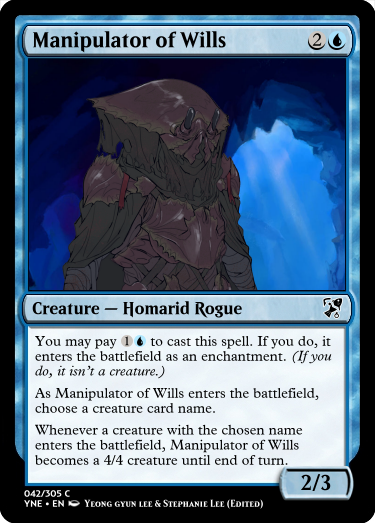 Manipulator of Wills 2
Creature — Homarid Rogue
You may pay 1 to cast this spell. If you do, it
enters the battlefield as an enchantment. (If you
do, it isn't a creature.)
As Manipulator of Wills enters the battlefield,
choose a creature card name.
Whenever a creature with the chosen name
enters the battlefield, Manipulator of Wills
becomes a 4/4 creature until end of turn.
2/3
042/305 C
YNE • EN Yeong gyun lee & Stephanie Lee (Edited)